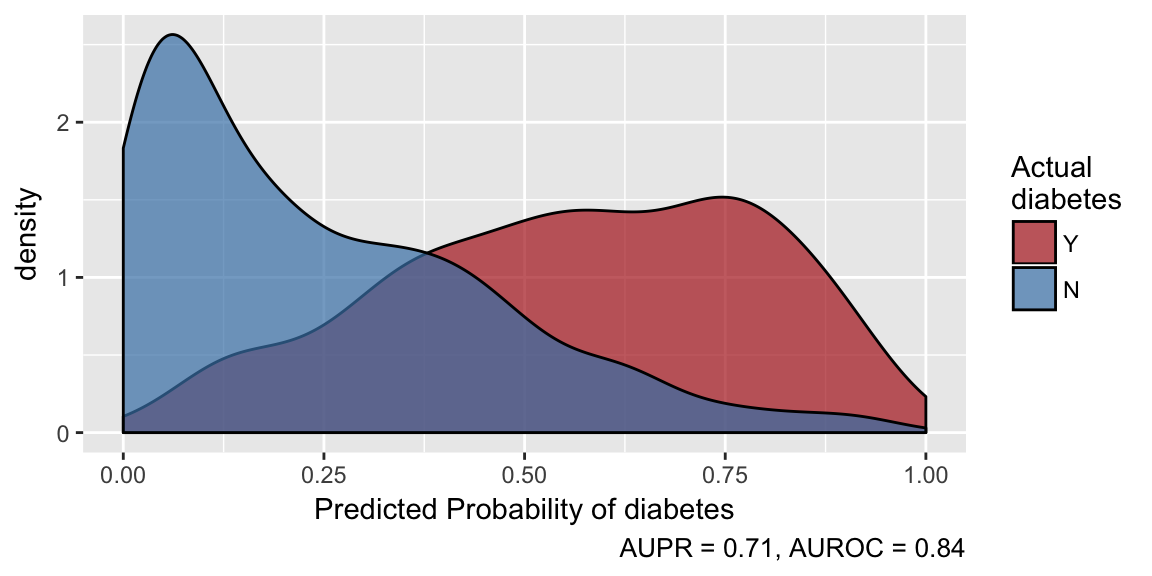 2
1
0
density
0.00 0.25 0.50 0.75 1.00
Predicted Probability of diabetes
AUPR = 0.71, AUROC = 0.84
Actual
diabetes
Y
N